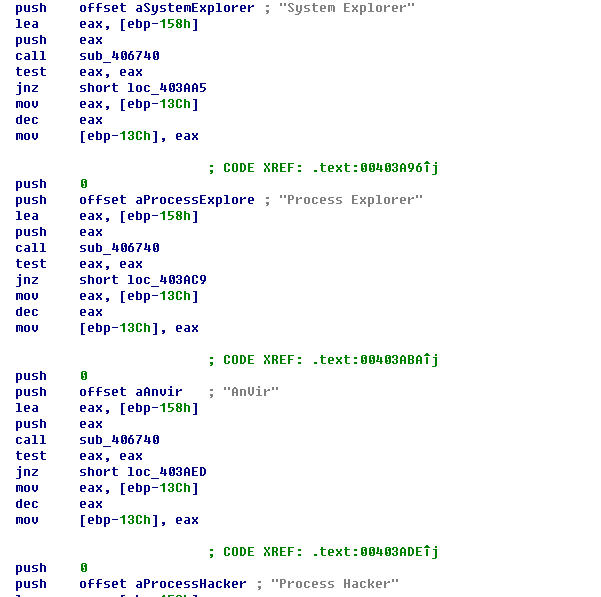 push offset aSystemExplorer ; "System Explorer"
lea eax, [ebp-158h]
push eax
call sub_406740
test eax, eax
jnz short loc_403AA5
mov eax, [ebp-13Ch]
dec eax
mov [ebp-13Ch], eax
; CODE XREF: .text:00403A96↑j
push 0
push offset aProcessExplore ; "Process Explorer"
lea eax, [ebp-158h]
push eax
call sub_406740
test eax, eax
jnz short loc_403AC9
mov eax, [ebp-13Ch]
dec eax
mov [ebp-13Ch], eax
; CODE XREF: .text:00403ABA↑j
push 0
push offset aAnvir ; "AnVir"
lea eax, [ebp-158h]
push eax
call sub_406740
test eax, eax
jnz short loc_403AED
mov eax, [ebp-13Ch]
dec eax
mov [ebp-13Ch], eax
; CODE XREF: .text:00403ADE↑j
push 0
push offset aProcessHacker ; "Process Hacker"